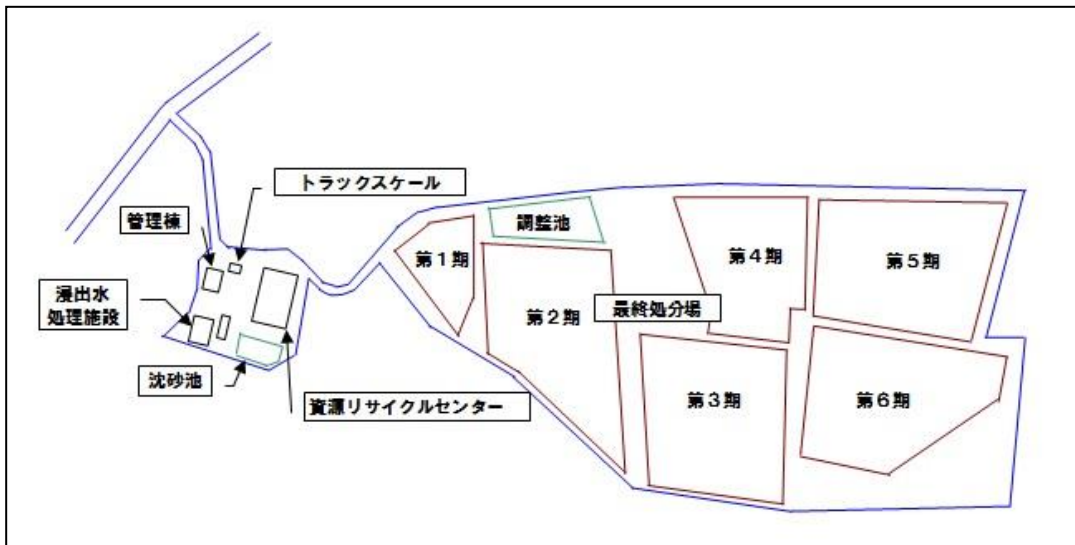 トラックスケール
管理棟
浸出水
処理施設
沈砂池
資源リサイクルセンター
第1期
調整池
第2期
最終処分場
第3期
第4期
第5期
第6期